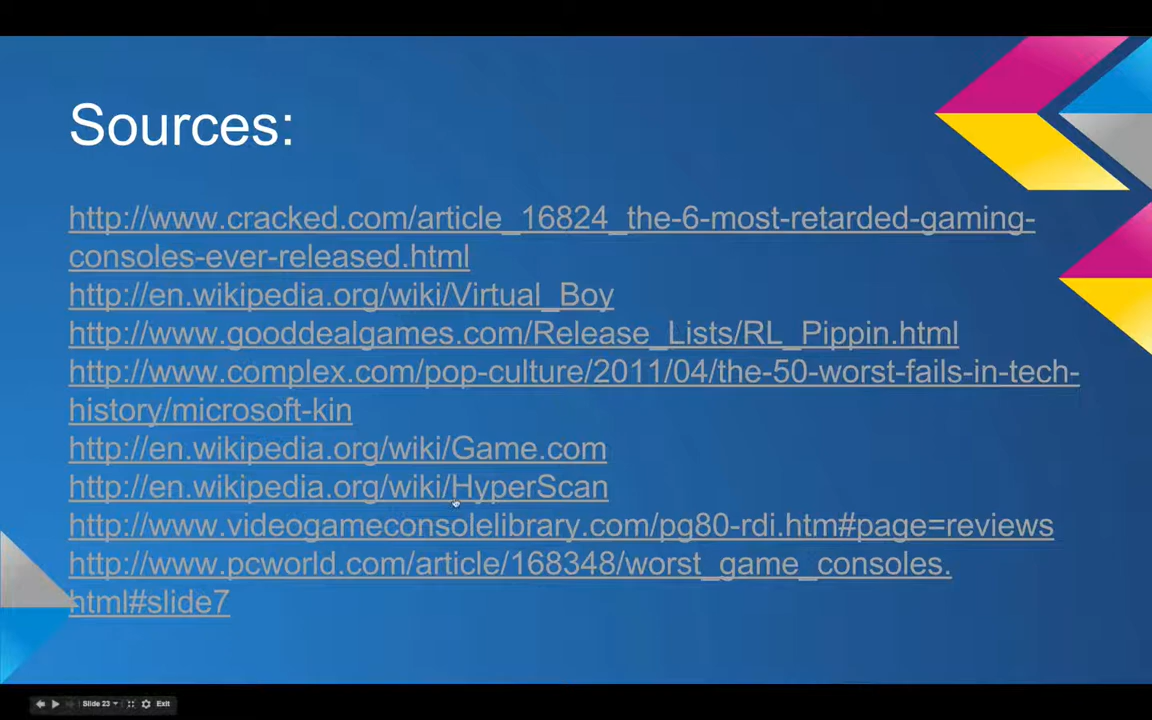 Sources:
http://www.cracked.com/article_16824_the-6-most-retarded-gaming-
consoles-ever-released.html
http://en.wikipedia.org/wiki/Virtual_Boy
http://www.gooddealgames.com/Release_Lists/RL_Pippin.html
http://www.complex.com/pop-culture/2011/04/the-50-worst-fails-in-tech-
history/microsoft-kin
http://en.wikipedia.org/wiki/Game.com
http://en.wikipedia.org/wiki/HyperScan
http://www.videogameconsolelibrary.com/pg80-rdi.htm#page=reviews
http://www.pcworld.com/article/168348/worst_game_consoles.
html#slide7
Slide 23 Exit